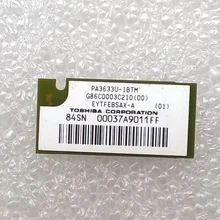 PA3633U-1BTM
G86C0003C210(00)
EYTFEBSAX-A (01)
TOSHIBA CORPORATION
84SN 00037A9011FF